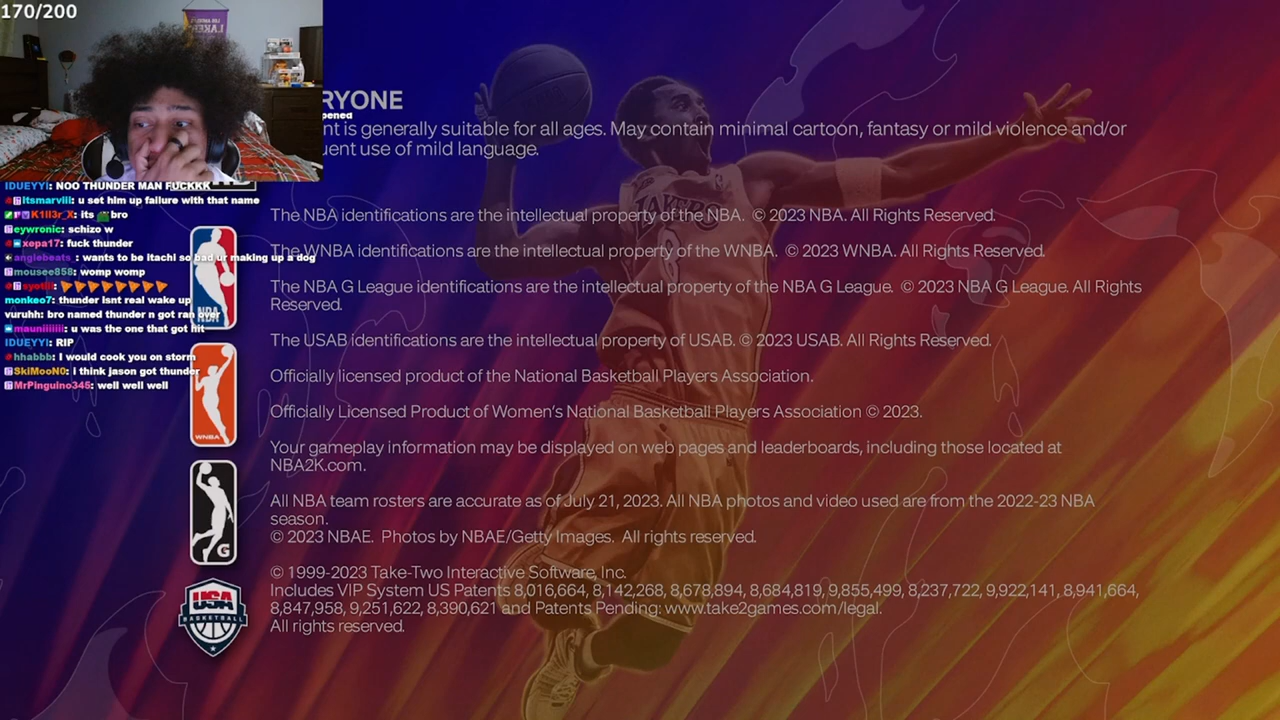 170/200
LAKERS
RYONE
pened
nt is generally suitable for all ages. May contain minimal cartoon, fantasy or mild violence and/or
uent use of mild language.
IDUEYYI: NOO THUNDER MAN FUCKKK
itsmarviii: u set him up failure with that name
K1ll3r_X: its bro
eywronic: schizo w
xepa17: fuck thunder
anglebeats : wants to be itachi so bad ur making up a dog
mousee858: womp womp
monkeo7: thunder isnt real wake up
vuruhh: bro named thunder n got ran over
mauniiiiii: u was the one that got hit
IDUEYYI: RIP
hhabbb: I would cook you on storm
SkiMooN0: i think jason got thunder
MrPinguino345: well well well
The NBA identifications are the intellectual property of the NBA. © 2023 NBA. All Rights Reserved.
The WNBA identifications are the intellectual property of the WNBA. © 2023 WNBA. All Rights Reserved.
The NBA G League identifications are the intellectual property of the NBA G League. © 2023 NBA G League. All Rights
Reserved.
The USAB identifications are the intellectual property of USAB. © 2023 USAB. All Rights Reserved.
Officially licensed product of the National Basketball Players Association.
Officially Licensed Product of Women's National Basketball Players Association © 2023.
Your gameplay information may be displayed on web pages and leaderboards, including those located at
NBA2K.com.
All NBA team rosters are accurate as of July 21, 2023. All NBA photos and video used are from the 2022-23 NBA
season.
© 2023 NBAE. Photos by NBAE/Getty Images. All rights reserved.
© 1999-2023 Take-Two Interactive Software, Inc.
Includes VIP System US Patents 8,016,664, 8,142,268, 8,678,894, 8,684,819, 9,855,499, 8,237,722, 9,922,141, 8,941,664,
8,847,958, 9,251,622, 8,390,621 and Patents Pending: www.take2games.com/legal.
All rights reserved.
NBA
WNBA
G
USA
BASKETBALL
LAKERS
8